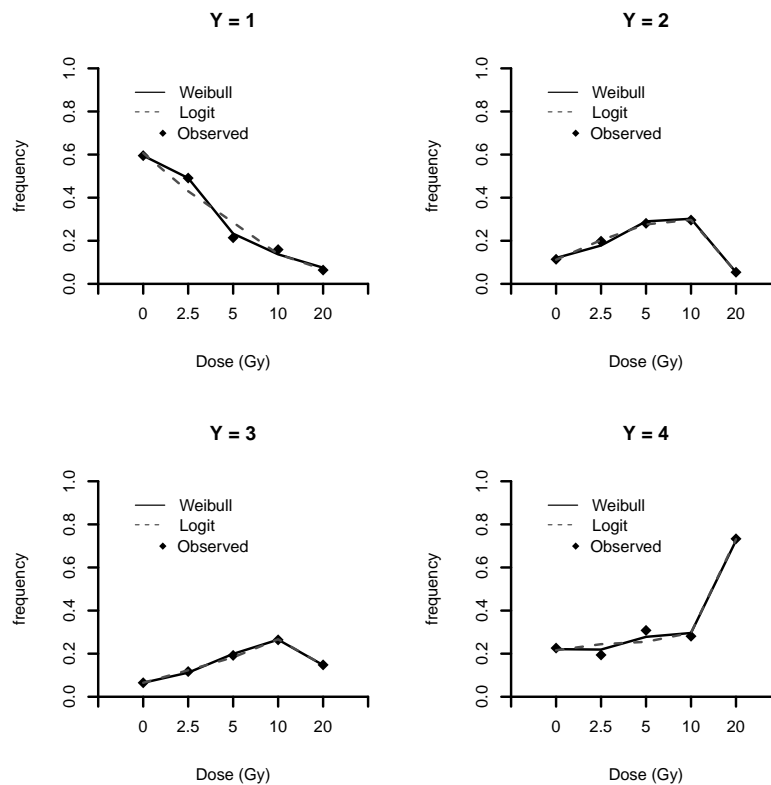 Y = 1
1.0
0.8
0.6
0.4
0.2
0.0
frequency
Weibull
Logit
Observed
0 2.5 5 10 20
Dose (Gy)
Y = 2
1.0
0.8
0.6
0.4
0.2
0.0
frequency
Weibull
Logit
Observed
0 2.5 5 10 20
Dose (Gy)
Y = 3
1.0
0.8
0.6
0.4
0.2
0.0
frequency
Weibull
Logit
Observed
0 2.5 5 10 20
Dose (Gy)
Y = 4
1.0
0.8
0.6
0.4
0.2
0.0
frequency
Weibull
Logit
Observed
0 2.5 5 10 20
Dose (Gy)